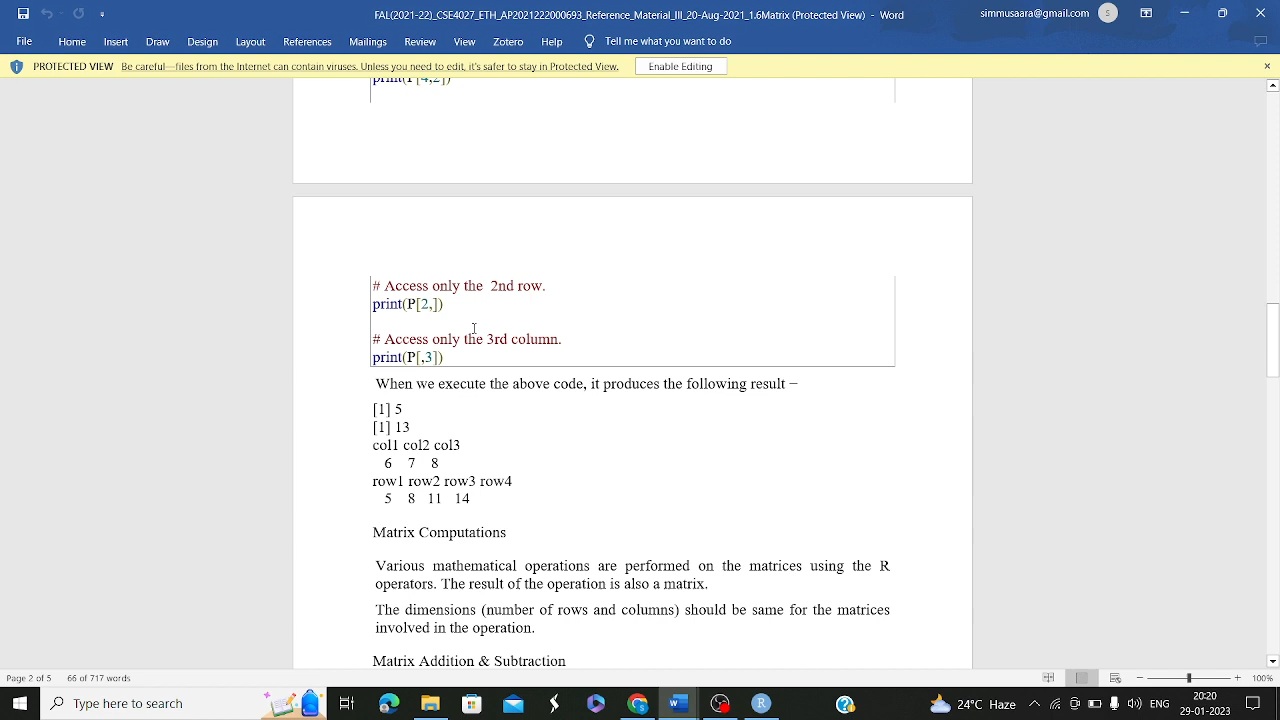 FAL(2021-22_CSE4027_ETH_AP2021222000693_Reference_Material_III_20-Aug-2021_1.6Matrix (Protected View) - Word
simmusaara@gmail.com
S
File Home Insert Draw Design Layout References Mailings Review View Zotero Help Tell me what you want to do
PROTECTED VIEW Be careful—files from the Internet can contain viruses. Unless you need to edit, it's safer to stay in Protected View. Enable Editing
print(P[4,2])
# Access only the 2nd row.
print(P[2,])
# Access only the 3rd column.
print(P[,3])
When we execute the above code, it produces the following result −
[1] 5
[1] 13
col1 col2 col3
6 7 8
row1 row2 row3 row4
5 8 11 14
Matrix Computations
Various mathematical operations are performed on the matrices using the R
operators. The result of the operation is also a matrix.
The dimensions (number of rows and columns) should be same for the matrices
involved in the operation.
Matrix Addition & Subtraction
Page 2 of 5 66 of 717 words
100%
Type here to search
R
24°C Haze
20:20
29-01-2023